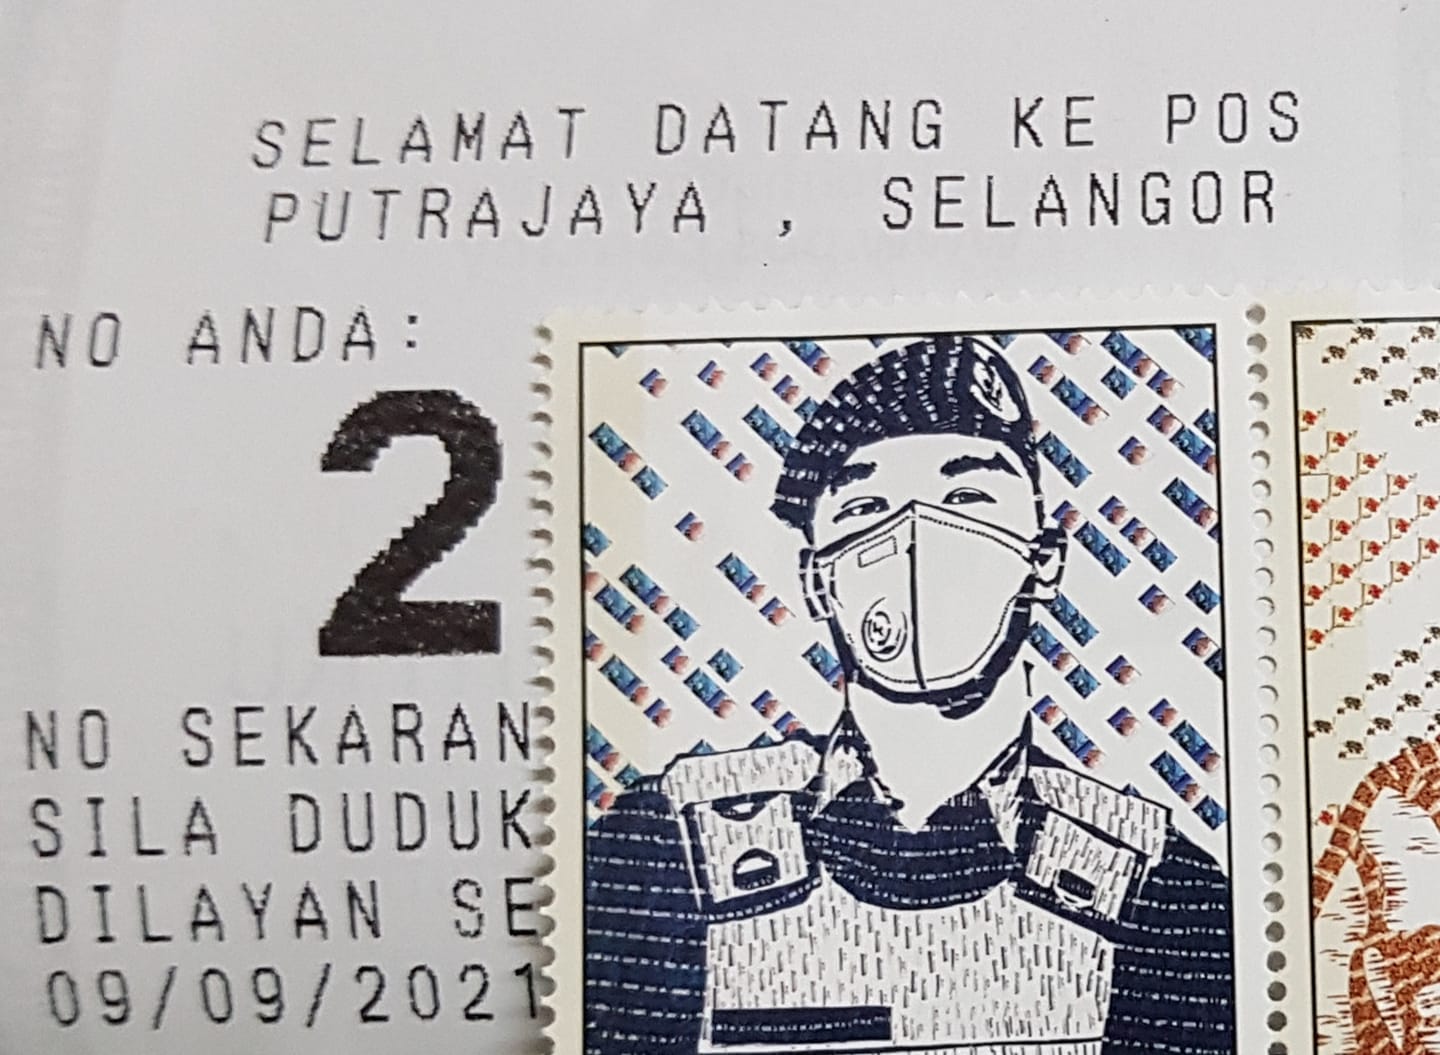 SELAMAT DATANG KE POS
PUTRAJAYA , SELANGOR
NO ANDA:
2
NO SEKARAN
SILA DUDUK
DILAYAN SE
09/09/2021